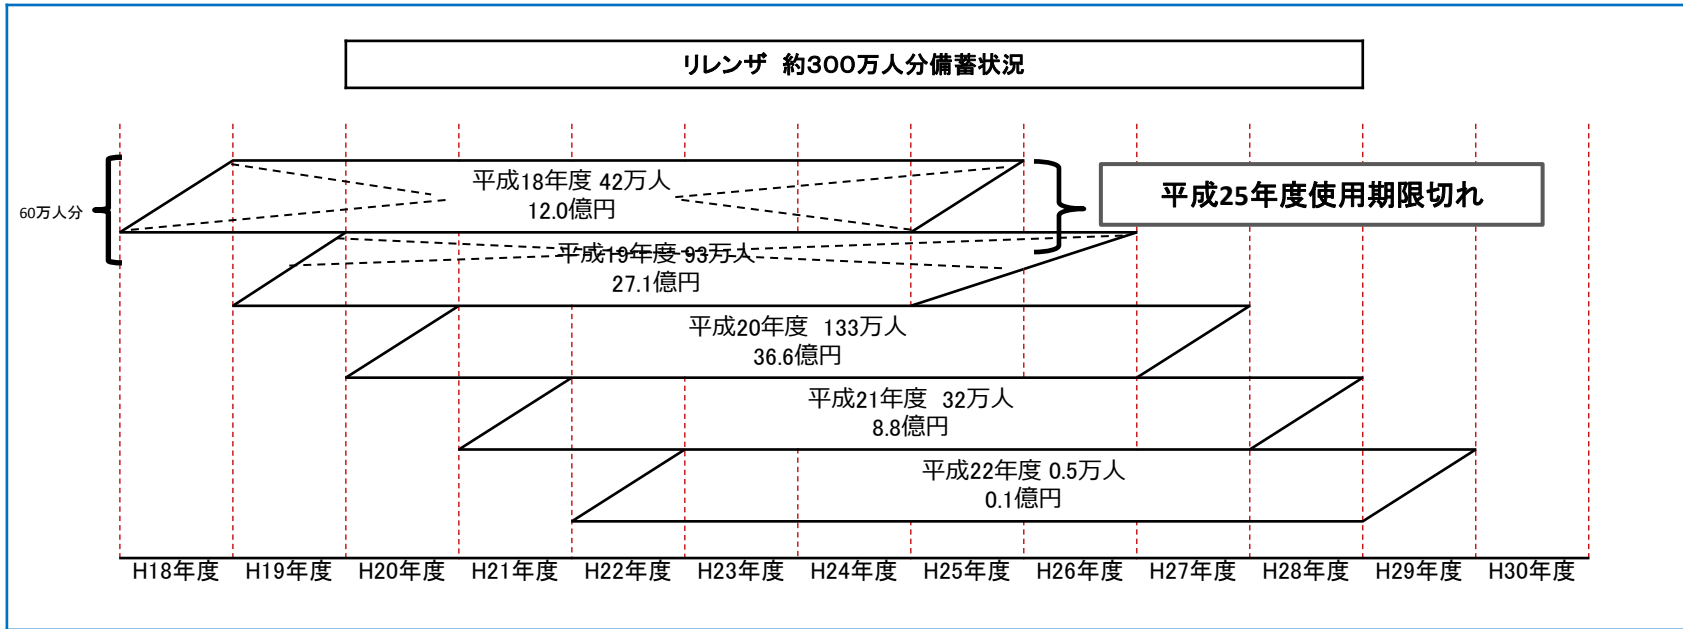 リレンザ 約300万人分備蓄状況
60万人分
平成18年度 42万人
12.0億円
平成25年度使用期限切れ
平成19年度 93万人
27.1億円
平成20年度 133万人
36.6億円
平成21年度 32万人
8.8億円
平成22年度 0.5万人
0.1億円
H18年度 H19年度 H20年度 H21年度 H22年度 H23年度 H24年度 H25年度 H26年度 H27年度 H28年度 H29年度 H30年度